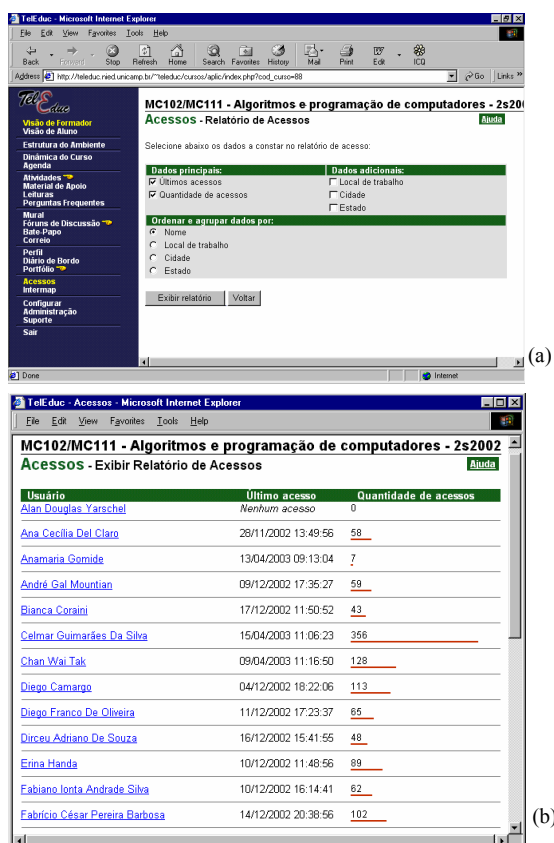 TelEduc - Microsoft Internet Explorer
File Edit View Favorites Tools Help
Back Forward Stop Refresh Home Search Favorites History Mail Print Edit ICQ
Address http://teleduc.nied.unicamp.br/~teleduc/cursos/aplic/index.php?cod_curso=88 Go Links »
TelEduc
Visão de Formador
Visão de Aluno
Estrutura do Ambiente
Dinâmica do Curso
Agenda
Atividades
Material de Apoio
Leituras
Perguntas Frequentes
Mural
Fóruns de Discussão
Bate-Papo
Correio
Perfil
Diário de Bordo
Portfólio
Acessos
Intermap
Configurar
Administração
Suporte
Sair
MC102/MC111 - Algoritmos e programação de computadores - 2s20
Acessos - Relatório de Acessos Ajuda
Selecione abaixo os dados a constar no relatório de acesso:
Dados principais: Dados adicionais:
Últimos acessos Local de trabalho
Quantidade de acessos Cidade
Estado
Ordenar e agrupar dados por:
Nome
Local de trabalho
Cidade
Estado
Exibir relatório Voltar
Done Internet
(a)
TelEduc - Acessos - Microsoft Internet Explorer
File Edit View Favorites Tools Help
MC102/MC111 - Algoritmos e programação de computadores - 2s2002
Acessos - Exibir Relatório de Acessos Ajuda
Usuário Último acesso Quantidade de acessos
Alan Douglas Yarschel Nenhum acesso 0
Ana Cecília Del Claro 28/11/2002 13:49:56 58
Anamaria Gomide 13/04/2003 09:13:04 7
André Gal Mountian 09/12/2002 17:35:27 59
Bianca Coraini 17/12/2002 11:50:52 43
Celmar Guimarães Da Silva 15/04/2003 11:06:23 356
Chan Wai Tak 09/04/2003 11:16:50 128
Diego Camargo 04/12/2002 18:22:06 113
Diego Franco De Oliveira 11/12/2002 17:23:37 65
Dirceu Adriano De Souza 16/12/2002 15:41:55 48
Erina Handa 10/12/2002 11:48:56 89
Fabiano Ionta Andrade Silva 10/12/2002 16:14:41 62
Fabrício César Pereira Barbosa 14/12/2002 20:38:56 102
(b)